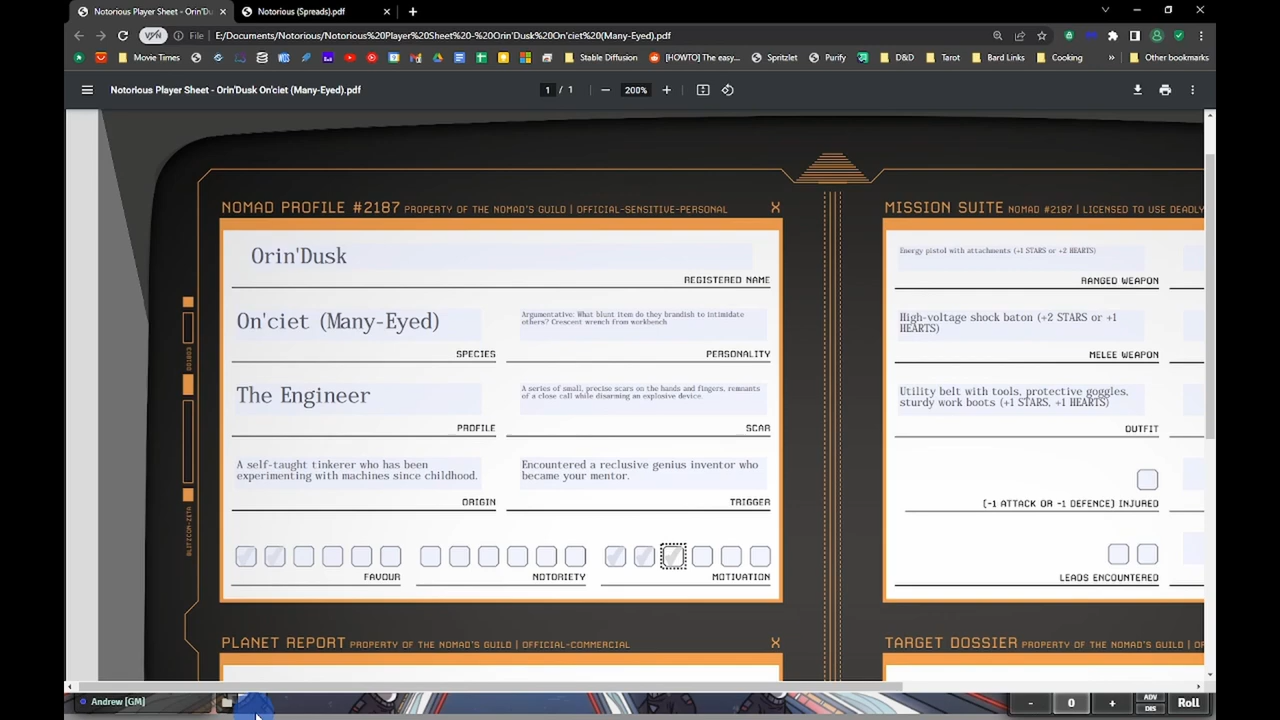 Notorious Player Sheet - Orin'Du
Notorious (Spreads).pdf
VPN
File
E:/Documents/Notorious/Notorious%20Player%20Sheet%20-%20Orin'Dusk%20On'ciet%20(Many-Eyed).pdf
Movie Times
Stable Diffusion
[HOWTO] The easy...
Spritzlet
Purify
D&D
Tarot
Bard Links
Cooking
»
Other bookmarks
Notorious Player Sheet - Orin'Dusk On'ciet (Many-Eyed).pdf
1 / 1
200%
NOMAD PROFILE #2187 PROPERTY OF THE NOMAD'S GUILD | OFFICIAL-SENSITIVE-PERSONAL X
Orin'Dusk
REGISTERED NAME
On'ciet (Many-Eyed)
SPECIES
Argumentative: What blunt item do they brandish to intimidate
others? Crescent wrench from workbench
PERSONALITY
The Engineer
PROFILE
A series of small, precise scars on the hands and fingers, remnants
of a close call while disarming an explosive device.
SCAR
A self-taught tinkerer who has been
experimenting with machines since childhood.
ORIGIN
Encountered a reclusive genius inventor who
became your mentor.
TRIGGER
FAVOUR
NOTORIETY
MOTIVATION
001803
BLITZCOM-ZETA
MISSION SUITE NOMAD #2187 | LICENSED TO USE DEADLY
Energy pistol with attachments (+1 STARS or +2 HEARTS)
RANGED WEAPON
High-voltage shock baton (+2 STARS or +1
HEARTS)
MELEE WEAPON
Utility belt with tools, protective goggles,
sturdy work boots (+1 STARS, +1 HEARTS)
OUTFIT
(-1 ATTACK OR -1 DEFENCE) INJURED
LEADS ENCOUNTERED
PLANET REPORT PROPERTY OF THE NOMAD'S GUILD | OFFICIAL-COMMERCIAL X
TARGET DOSSIER PROPERTY OF THE NOMAD'S GUILD | OF
Andrew [GM]
- 0 +
ADV
DIS
Roll